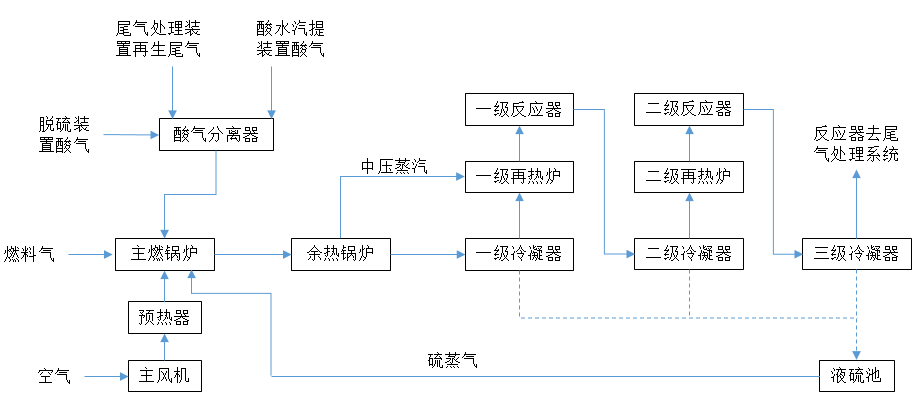 尾气处理装
置再生尾气
酸水汽提
装置酸气
脱硫装
置酸气
酸气分离器
一级反应器
二级反应器
反应器去尾
气处理系统
中压蒸汽
一级再热炉
二级再热炉
燃料气
主燃锅炉
余热锅炉
一级冷凝器
二级冷凝器
三级冷凝器
预热器
硫蒸气
空气
主风机
液硫池